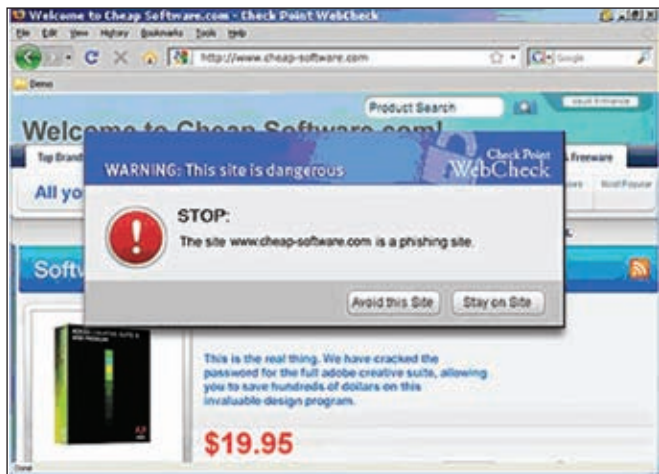 Welcome to Cheap Software.com - Check Point WebCheck
File Edit View History Bookmarks Tools Help
http://www.cheap-software.com
Google
Demo
Product Search
Welcome to Cheap Software.com!
Top Brand
Freeware
All yo
Most Popular
WARNING: This site is dangerous
Check Point
WebCheck
STOP:
The site www.cheap-software.com is a phishing site.
Avoid this Site
Stay on Site
Softw
This is the real thing. We have cracked the
password for the full adobe creative suite, allowing
you to save hundreds of dollars on this
invaluable design program.
$19.95
Done